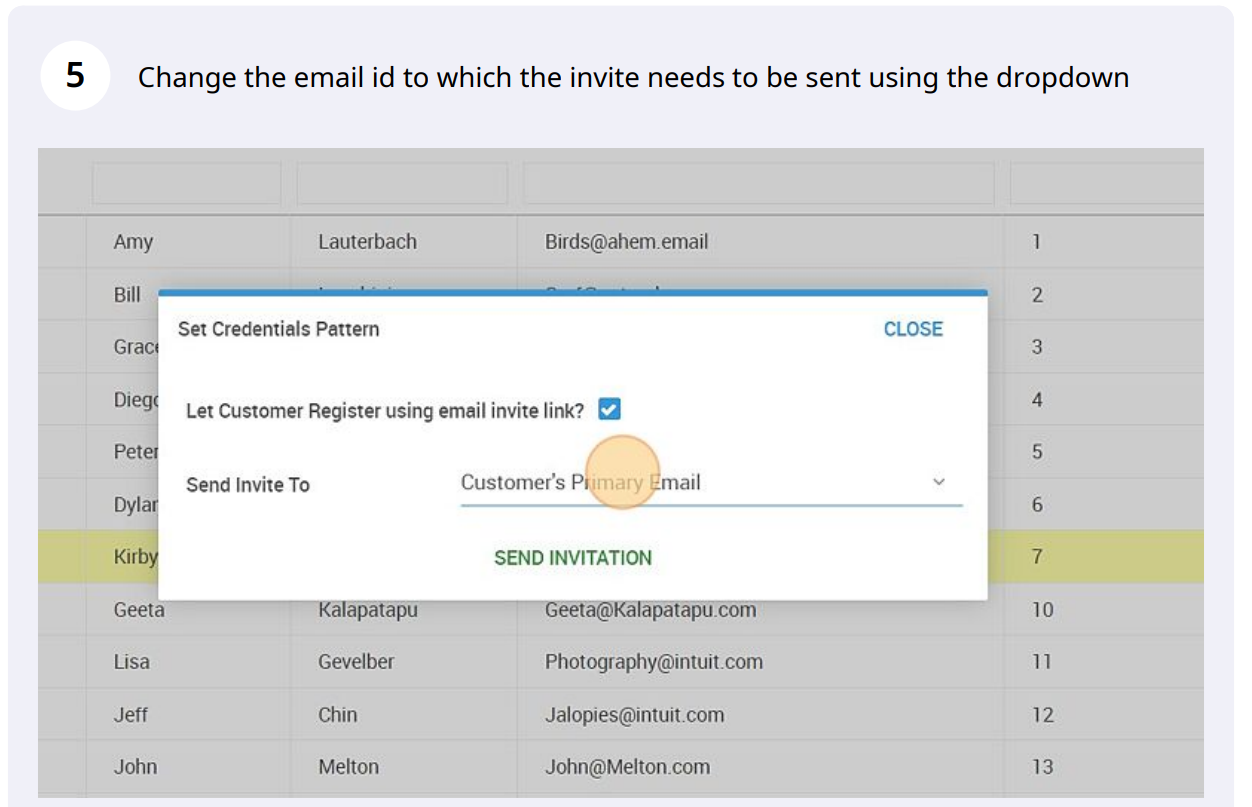 5 Change the email id to which the invite needs to be sent using the dropdown
Amy Lauterbach Birds@ahem.email 1
Bill 2
Set Credentials Pattern CLOSE
Grace 3
Diego 4
Let Customer Register using email invite link?
Peter 5
Send Invite To Customer's Primary Email
Dylan 6
Kirby SEND INVITATION 7
Geeta Kalapatapu Geeta@Kalapatapu.com 10
Lisa Gevelber Photography@intuit.com 11
Jeff Chin Jalopies@intuit.com 12
John Melton John@Melton.com 13